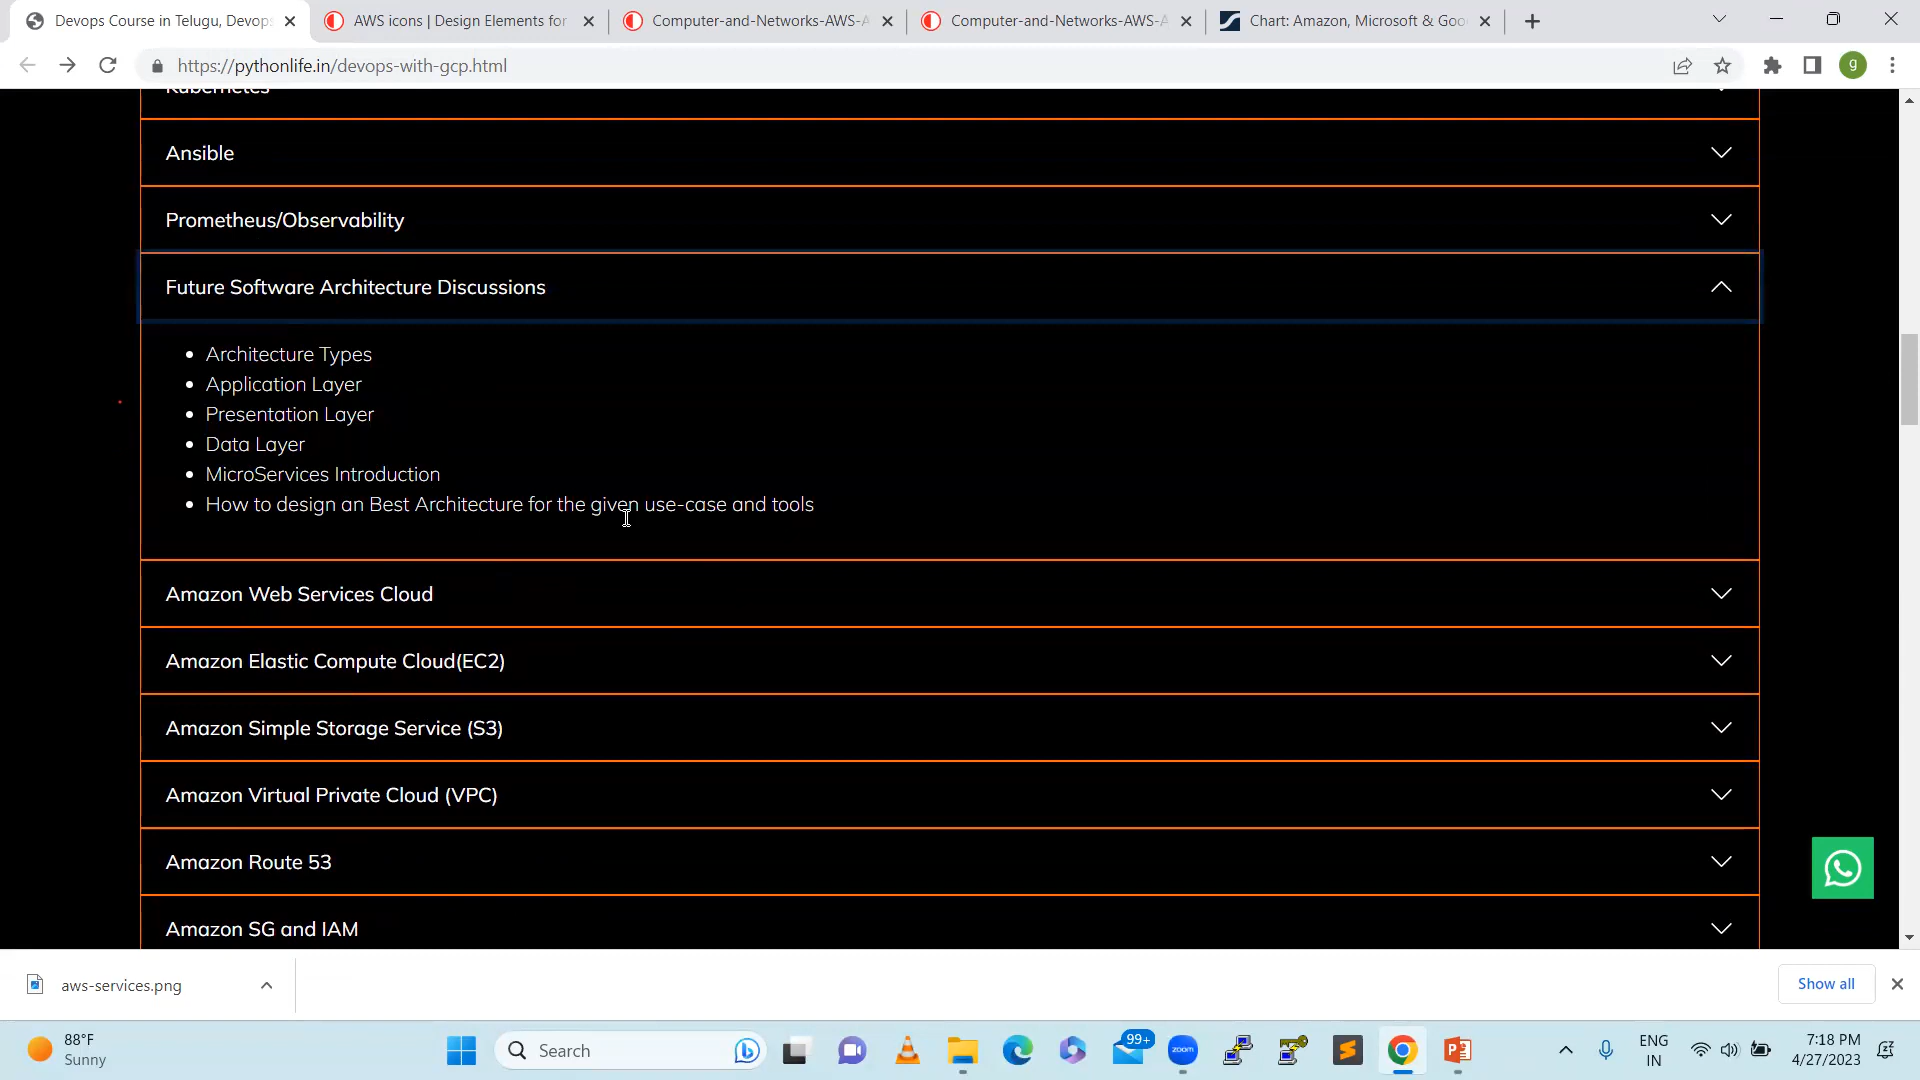 Devops Course in Telugu, Devops
AWS icons | Design Elements for
Computer-and-Networks-AWS-A
Computer-and-Networks-AWS-A
Chart: Amazon, Microsoft & Goo
https://pythonlife.in/devops-with-gcp.html
g
Kubernetes
Ansible
Prometheus/Observability
Future Software Architecture Discussions
Architecture Types
Application Layer
Presentation Layer
Data Layer
MicroServices Introduction
How to design an Best Architecture for the given use-case and tools
Amazon Web Services Cloud
Amazon Elastic Compute Cloud(EC2)
Amazon Simple Storage Service (S3)
Amazon Virtual Private Cloud (VPC)
Amazon Route 53
Amazon SG and IAM
aws-services.png
Show all
88°F
Sunny
Search
99+
zoom
ENG
IN
7:18 PM
4/27/2023